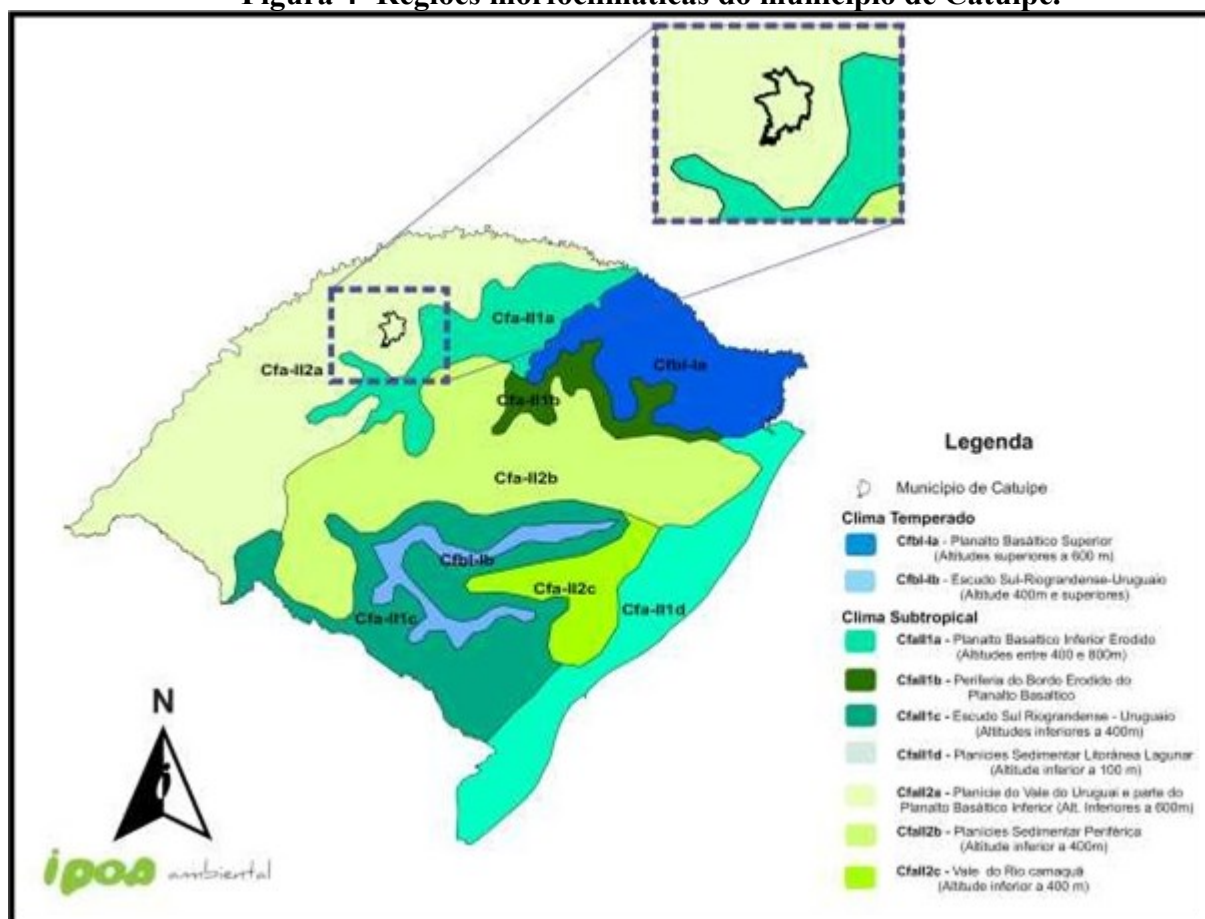 Figura 4- Regiões morfoclimáticas do município de Catuípe.
Cfa-II1a
Cfbl-Ia
Cfa-II2a
Cfa-II1b
Cfa-II2b
Cfbl-Ib
Cfa-II2c
Cfa-II1d
Cfa-II1c
Legenda
Município de Catuípe
Clima Temperado
Cfbl-Ia - Planalto Basáltico Superior
(Altitudes superiores a 600 m)
Cfbl-Ib - Escudo Sul-Riograndense-Uruguaio
(Altitude 400m e superiores)
Clima Subtropical
CfaII1a - Planalto Basaltico Inferior Erodido
(Altitudes entre 400 e 800m)
CfaII1b - Periferia do Bordo Erodido do
Planalto Basaltico
CfaII1c - Escudo Sul Riograndense - Uruguaio
(Altitudes inferiores a 400m)
CfaII1d - Planícies Sedimentar Litorânea Lagunar
(Altitude inferior a 100 m)
CfaII2a - Planície do Vale do Uruguai e parte do
Planalto Basático Inferior (Alt. Inferiores a 600m)
CfaII2b - Planícies Sedimentar Periférica
(Altitude inferior a 400m)
CfaII2c - Vale do Rio camaquã
(Altitude inferior a 400 m)
N
ipos ambiental